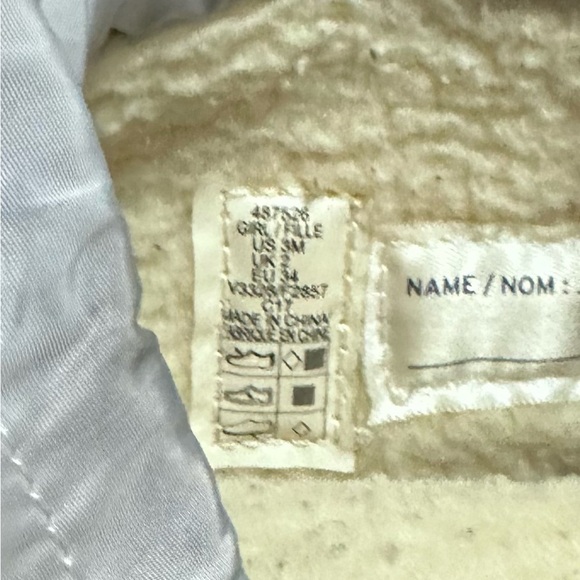 487526
GIRL / FILLE
US 3M
UK 2
EU 34
C17
MADE IN CHINA
FABRIQUE EN CHINE
NAME / NOM :